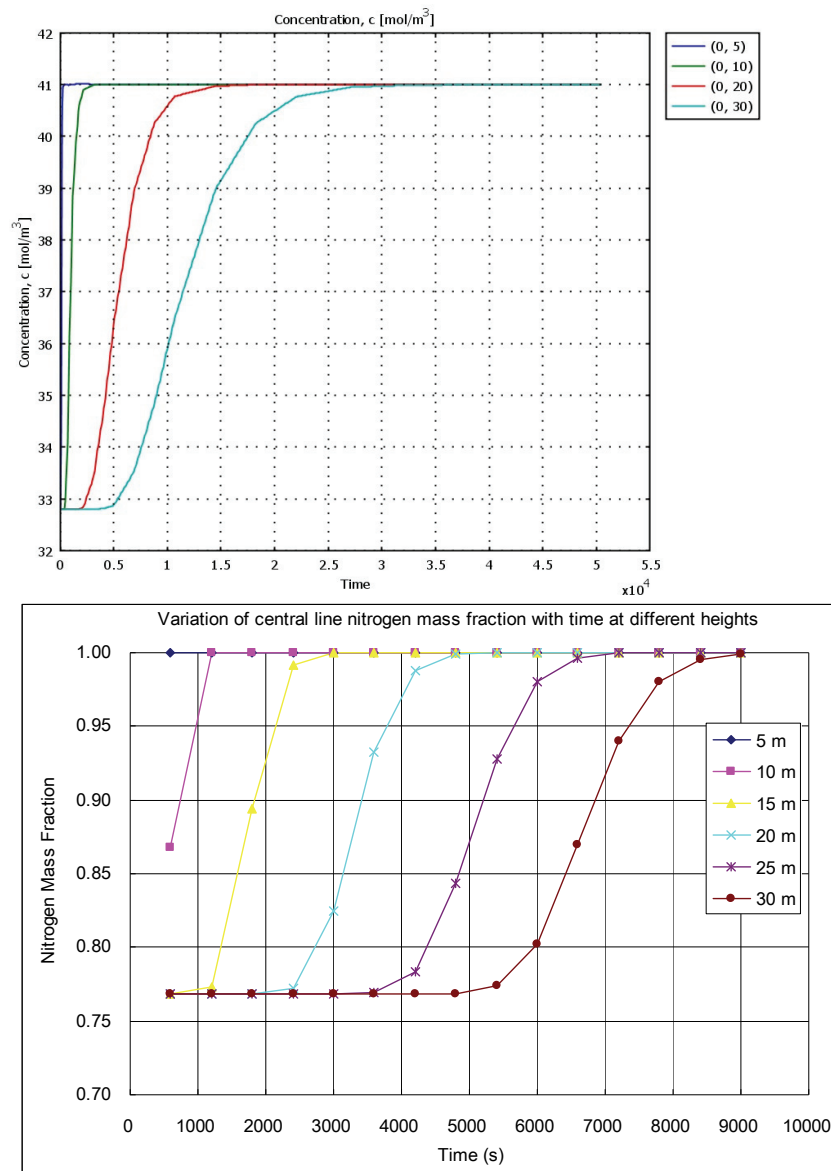 Concentration, c [mol/m³]
42
41
40
39
38
37
36
35
34
33
32
Concentration, c [mol/m³]
0 0.5 1 1.5 2 2.5 3 3.5 4 4.5 5 5.5
Time
x10⁴
(0, 5)
(0, 10)
(0, 20)
(0, 30)
Variation of central line nitrogen mass fraction with time at different heights
1.00
0.95
0.90
0.85
0.80
0.75
0.70
Nitrogen Mass Fraction
5 m
10 m
15 m
20 m
25 m
30 m
0 1000 2000 3000 4000 5000 6000 7000 8000 9000 10000
Time (s)